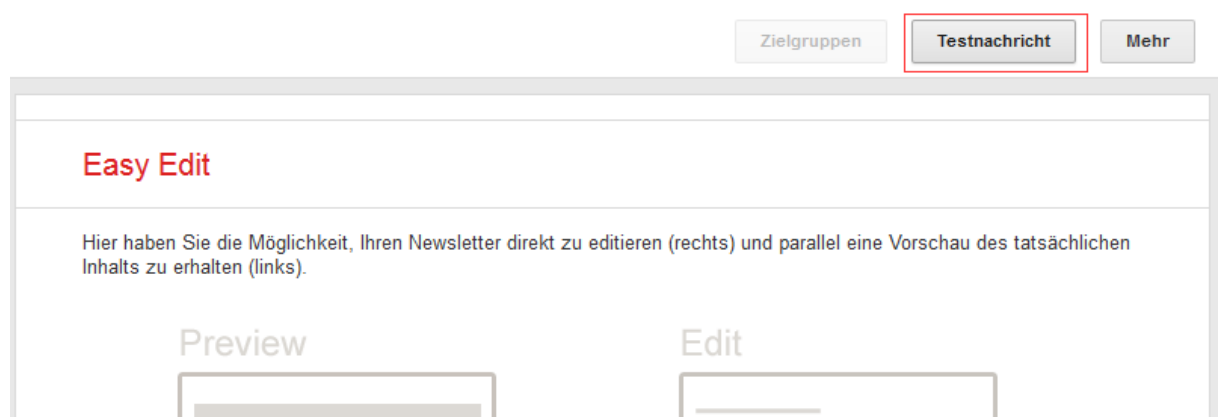 Zielgruppen
Testnachricht
Mehr
Easy Edit
Hier haben Sie die Möglichkeit, Ihren Newsletter direkt zu editieren (rechts) und parallel eine Vorschau des tatsächlichen
Inhalts zu erhalten (links).
Preview
Edit